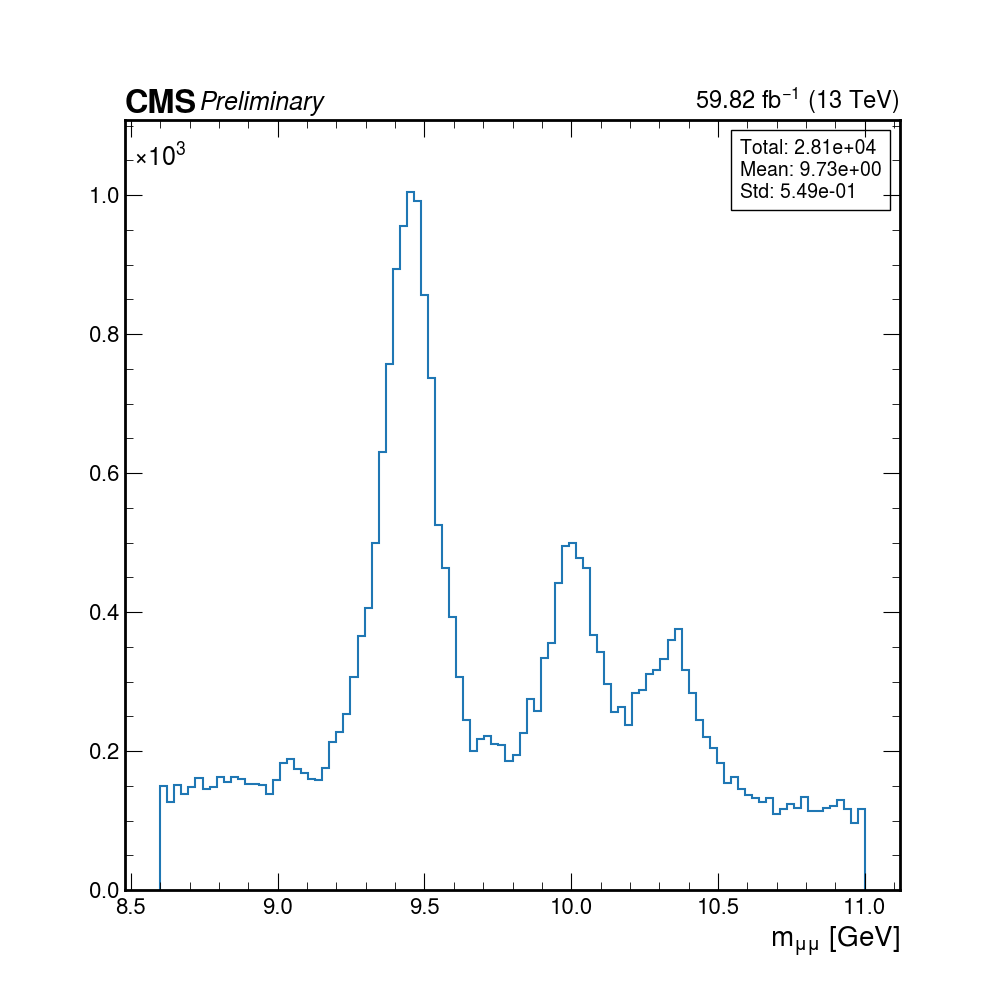 CMS Preliminary 59.82 fb⁻¹ (13 TeV)
×10³
Total: 2.81e+04
Mean: 9.73e+00
Std: 5.49e-01
1.0
0.8
0.6
0.4
0.2
0.0
8.5 9.0 9.5 10.0 10.5 11.0
m_μμ [GeV]